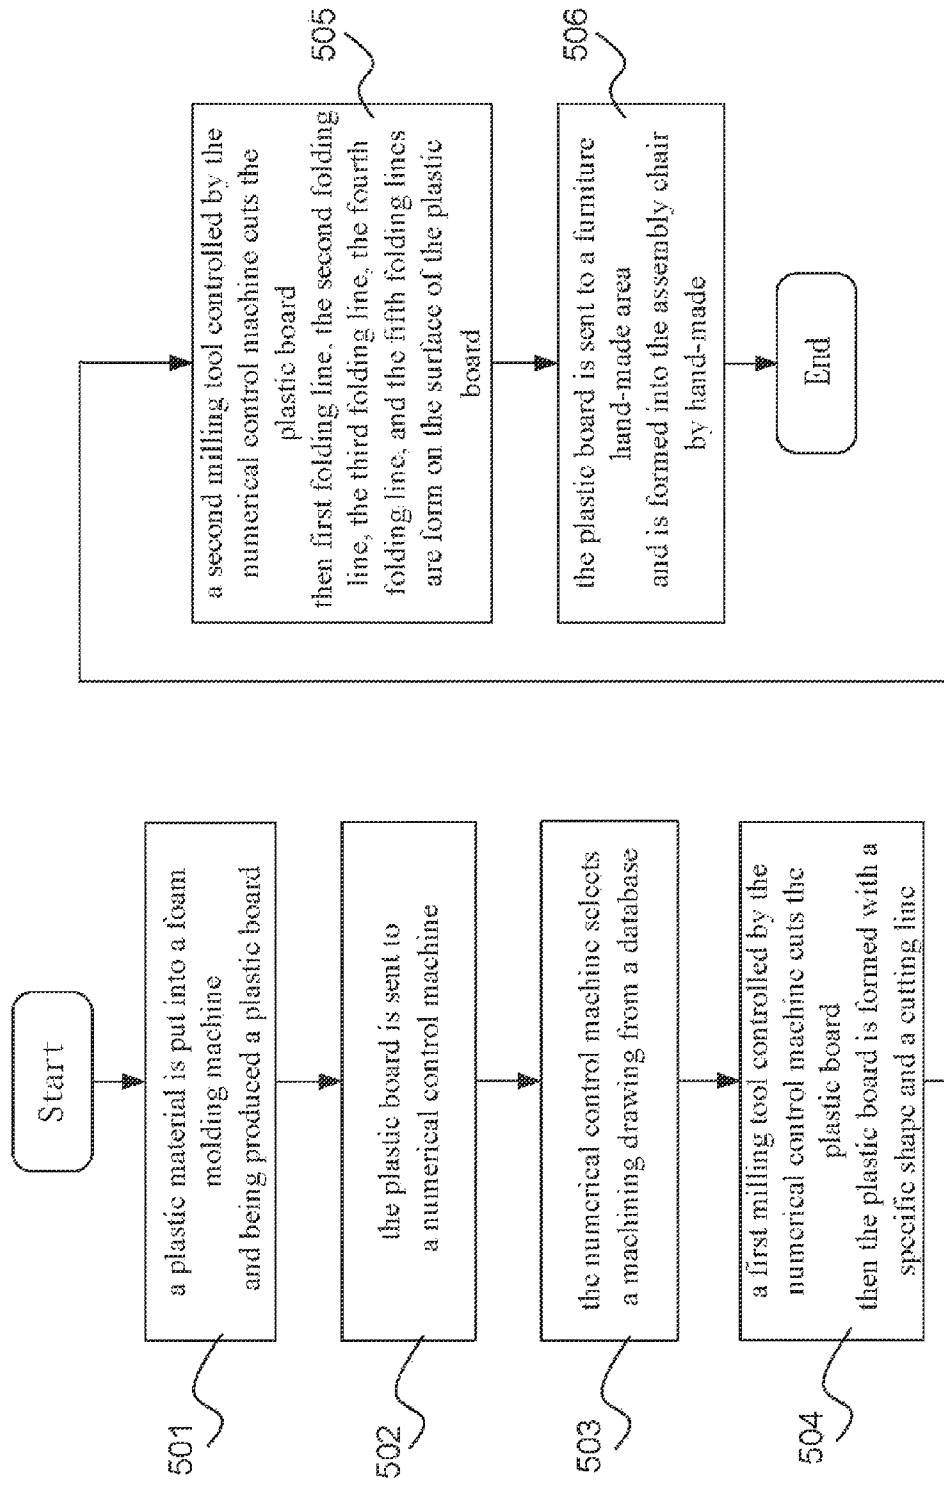 Start
a plastic material is put into a foam
molding machine
and being produced a plastic board
501
the plastic board is sent to
a numerical control machine
502
the numerical control machine selects
a machining drawing from a database
503
a first milling tool controlled by the
numerical control machine cuts the
plastic board
then the plastic board is formed with a
specific shape and a cutting line
504
a second milling tool controlled by the
numerical control machine cuts the
plastic board
then first folding line, the second folding
line, the third folding line, the fourth
folding line, and the fifth folding lines
are form on the surface of the plastic
board
505
the plastic board is sent to a furniture
hand-made area
and is formed into the assembly chair
by hand-made
506
End